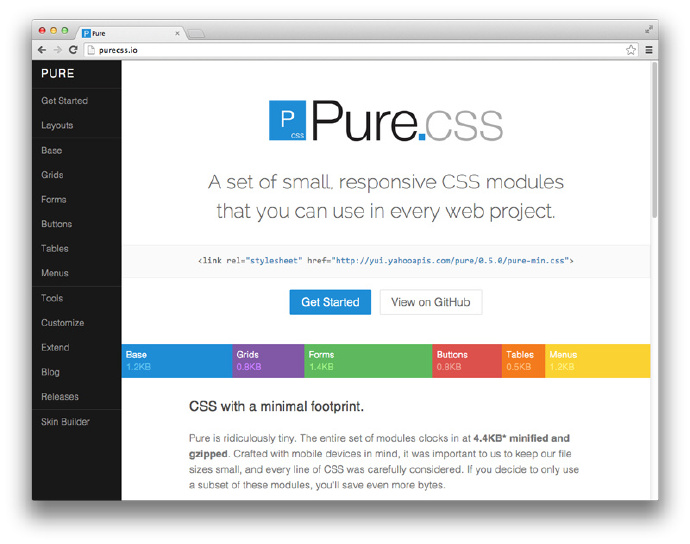 Pure
purecss.io
PURE
Get Started
Layouts
Base
Grids
Forms
Buttons
Tables
Menus
Tools
Customize
Extend
Blog
Releases
Skin Builder
P
css
Pure.css
A set of small, responsive CSS modules
that you can use in every web project.
<link rel="stylesheet" href="http://yui.yahooapis.com/pure/0.5.0/pure-min.css">
Get Started
View on GitHub
Base
1.2KB
Grids
0.8KB
Forms
1.4KB
Buttons
0.8KB
Tables
0.5KB
Menus
1.2KB
CSS with a minimal footprint.
Pure is ridiculously tiny. The entire set of modules clocks in at 4.4KB* minified and
gzipped. Crafted with mobile devices in mind, it was important to us to keep our file
sizes small, and every line of CSS was carefully considered. If you decide to only use
a subset of these modules, you'll save even more bytes.